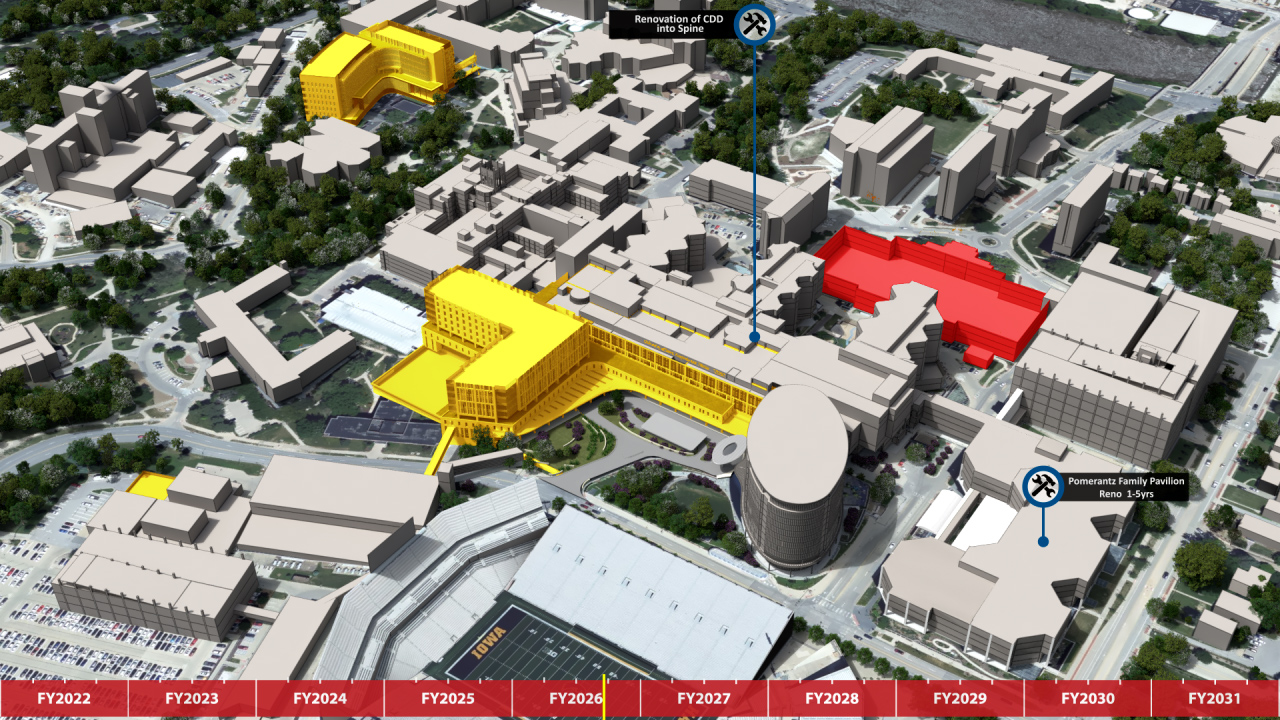 Renovation of CDD
into Spine
Pomerantz Family Pavilion
Reno 1-5yrs
IOWA
FY2022 FY2023 FY2024 FY2025 FY2026 FY2027 FY2028 FY2029 FY2030 FY2031